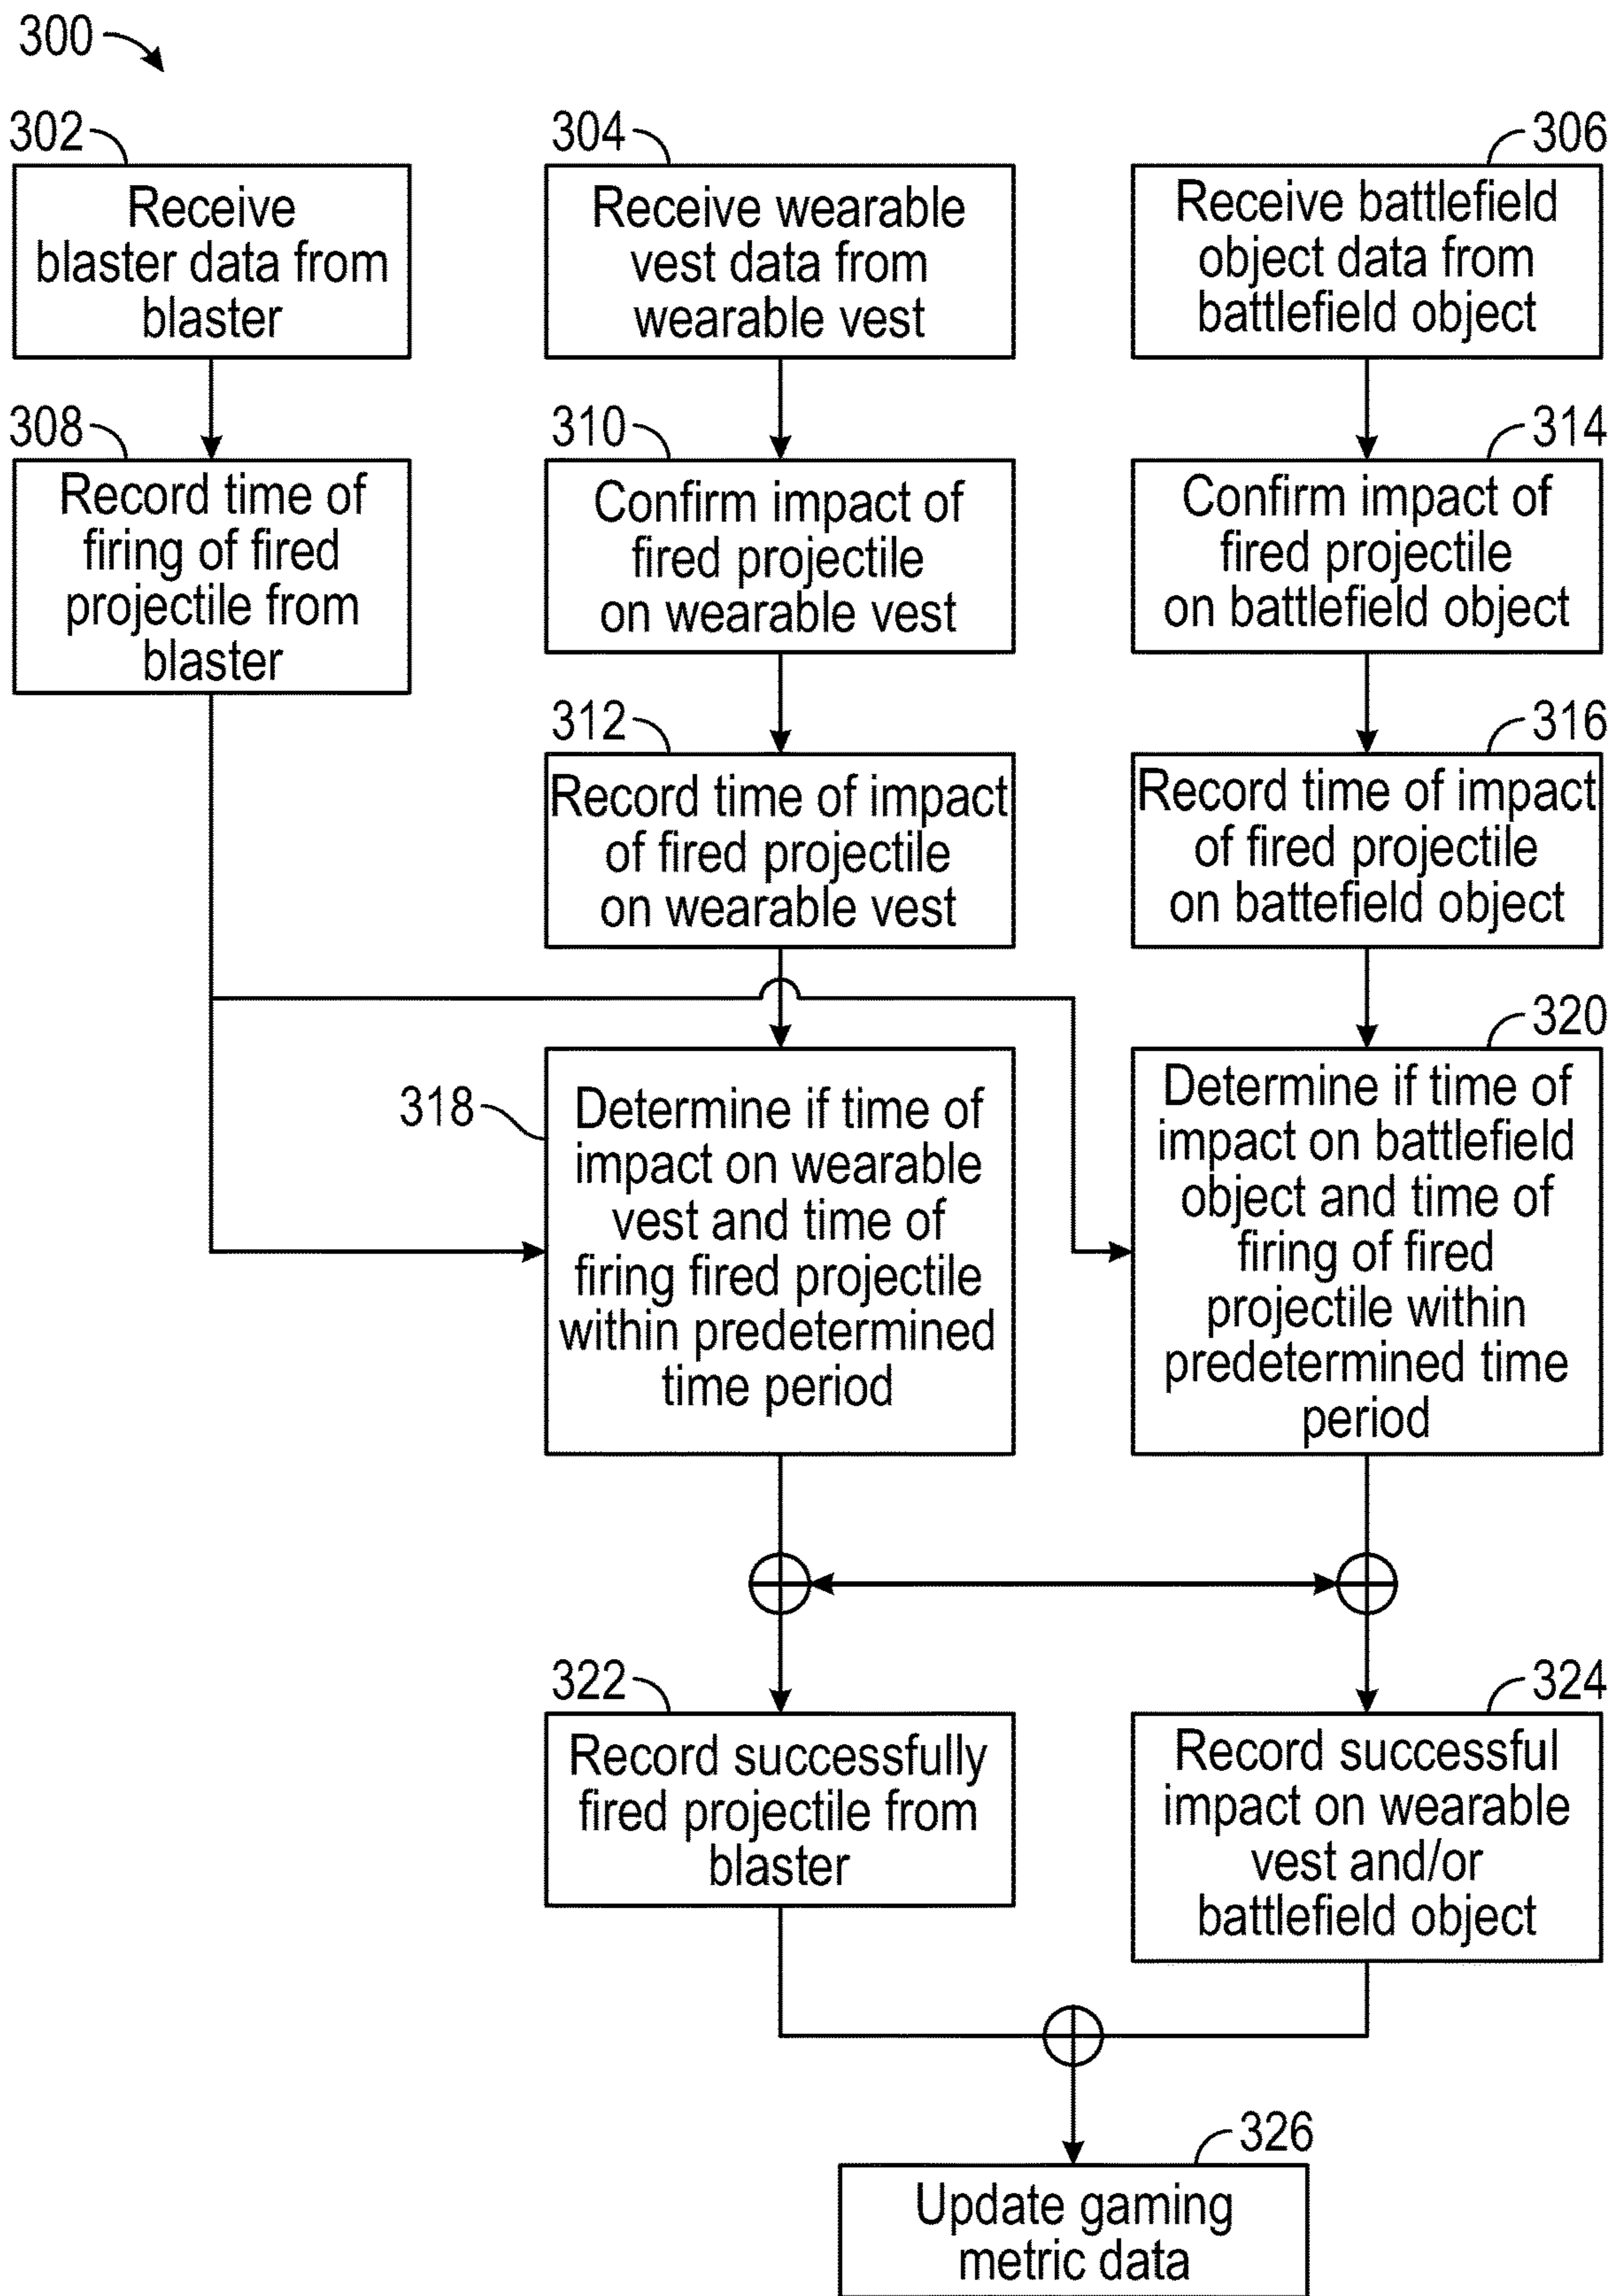 300
302
Receive
blaster data from
blaster
304
Receive wearable
vest data from
wearable vest
306
Receive battlefield
object data from
battlefield object
308
Record time of
firing of fired
projectile from
blaster
310
Confirm impact of
fired projectile
on wearable vest
314
Confirm impact of
fired projectile
on battlefield object
312
Record time of impact
of fired projectile
on wearable vest
316
Record time of impact
of fired projectile
on battefield object
318
Determine if time of
impact on wearable
vest and time of
firing fired projectile
within predetermined
time period
320
Determine if time of
impact on battlefield
object and time of
firing of fired
projectile within
predetermined time
period
322
Record successfully
fired projectile from
blaster
324
Record successful
impact on wearable
vest and/or
battlefield object
326
Update gaming
metric data